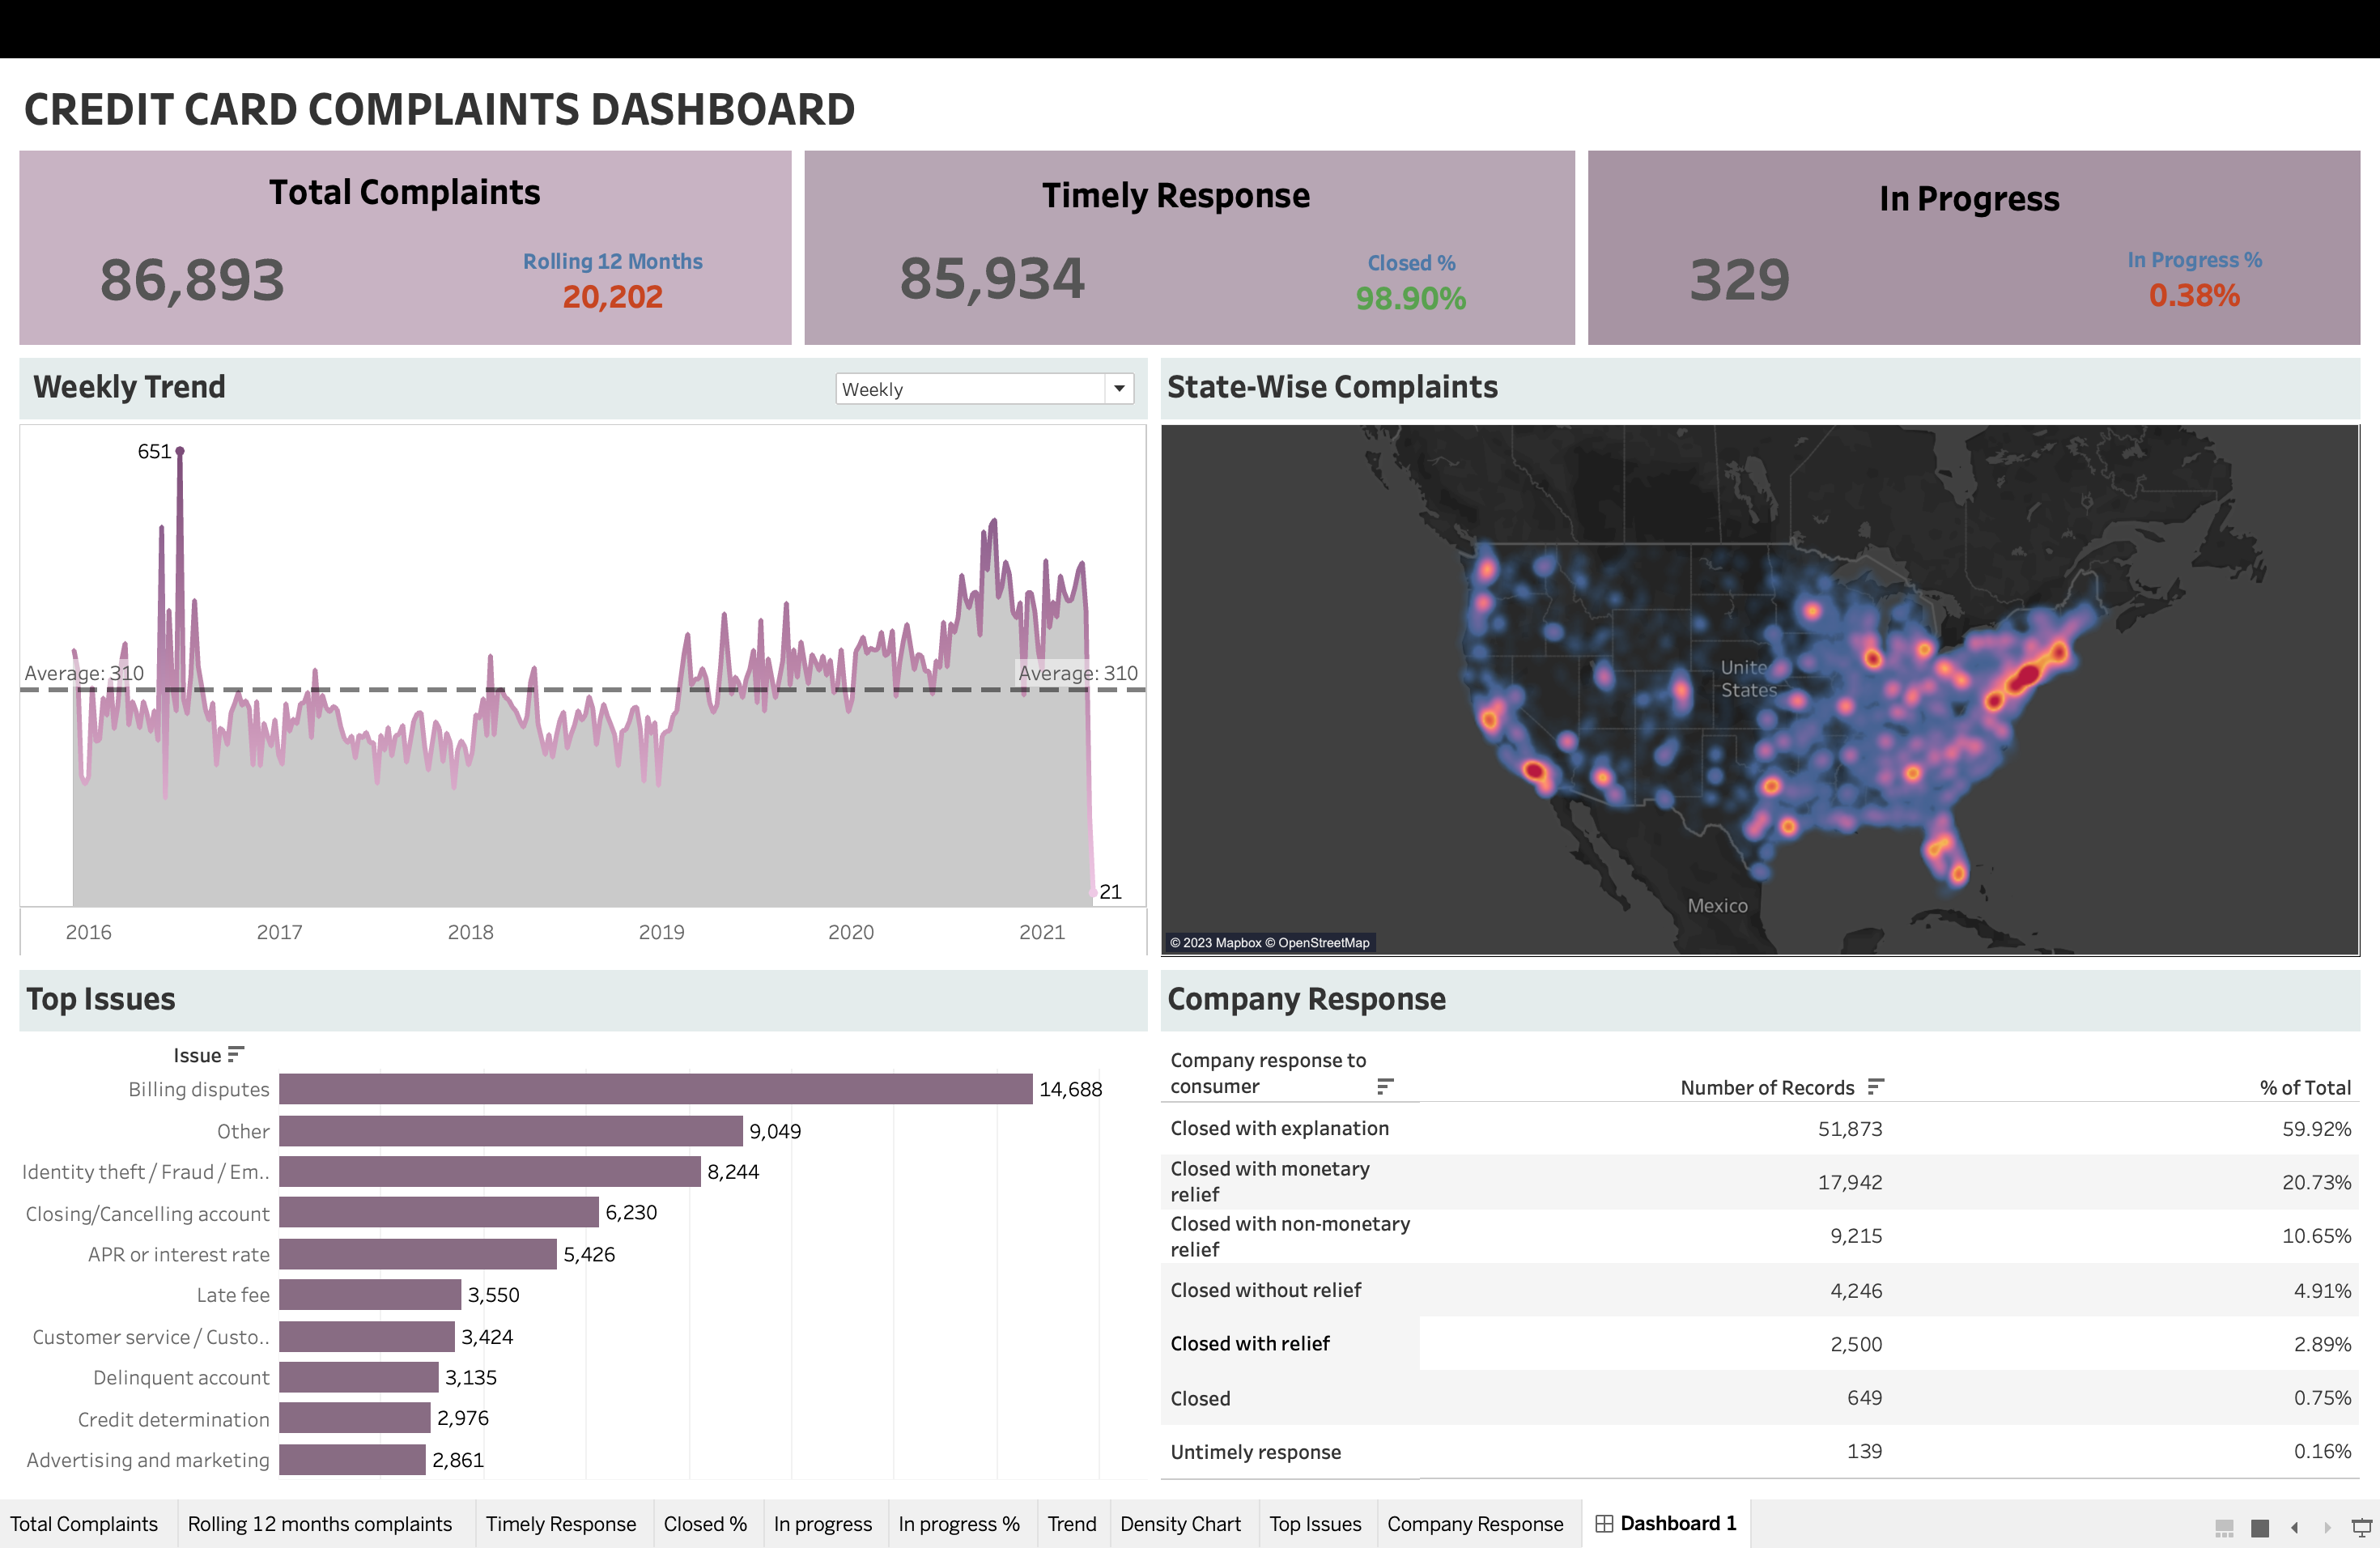 CREDIT CARD COMPLAINTS DASHBOARD
Total Complaints
86,893
Rolling 12 Months
20,202
Timely Response
85,934
Closed %
98.90%
In Progress
329
In Progress %
0.38%
Weekly Trend
Weekly
651
Average: 310
Average: 310
21
2016
2017
2018
2019
2020
2021
State-Wise Complaints
United
States
Mexico
© 2023 Mapbox © OpenStreetMap
Top Issues
Issue
Billing disputes
14,688
Other
9,049
Identity theft / Fraud / Em..
8,244
Closing/Cancelling account
6,230
APR or interest rate
5,426
Late fee
3,550
Customer service / Custo..
3,424
Delinquent account
3,135
Credit determination
2,976
Advertising and marketing
2,861
Company Response
Company response to
consumer
Number of Records
% of Total
Closed with explanation
51,873
59.92%
Closed with monetary
relief
17,942
20.73%
Closed with non-monetary
relief
9,215
10.65%
Closed without relief
4,246
4.91%
Closed with relief
2,500
2.89%
Closed
649
0.75%
Untimely response
139
0.16%
Total Complaints
Rolling 12 months complaints
Timely Response
Closed %
In progress
In progress %
Trend
Density Chart
Top Issues
Company Response
Dashboard 1